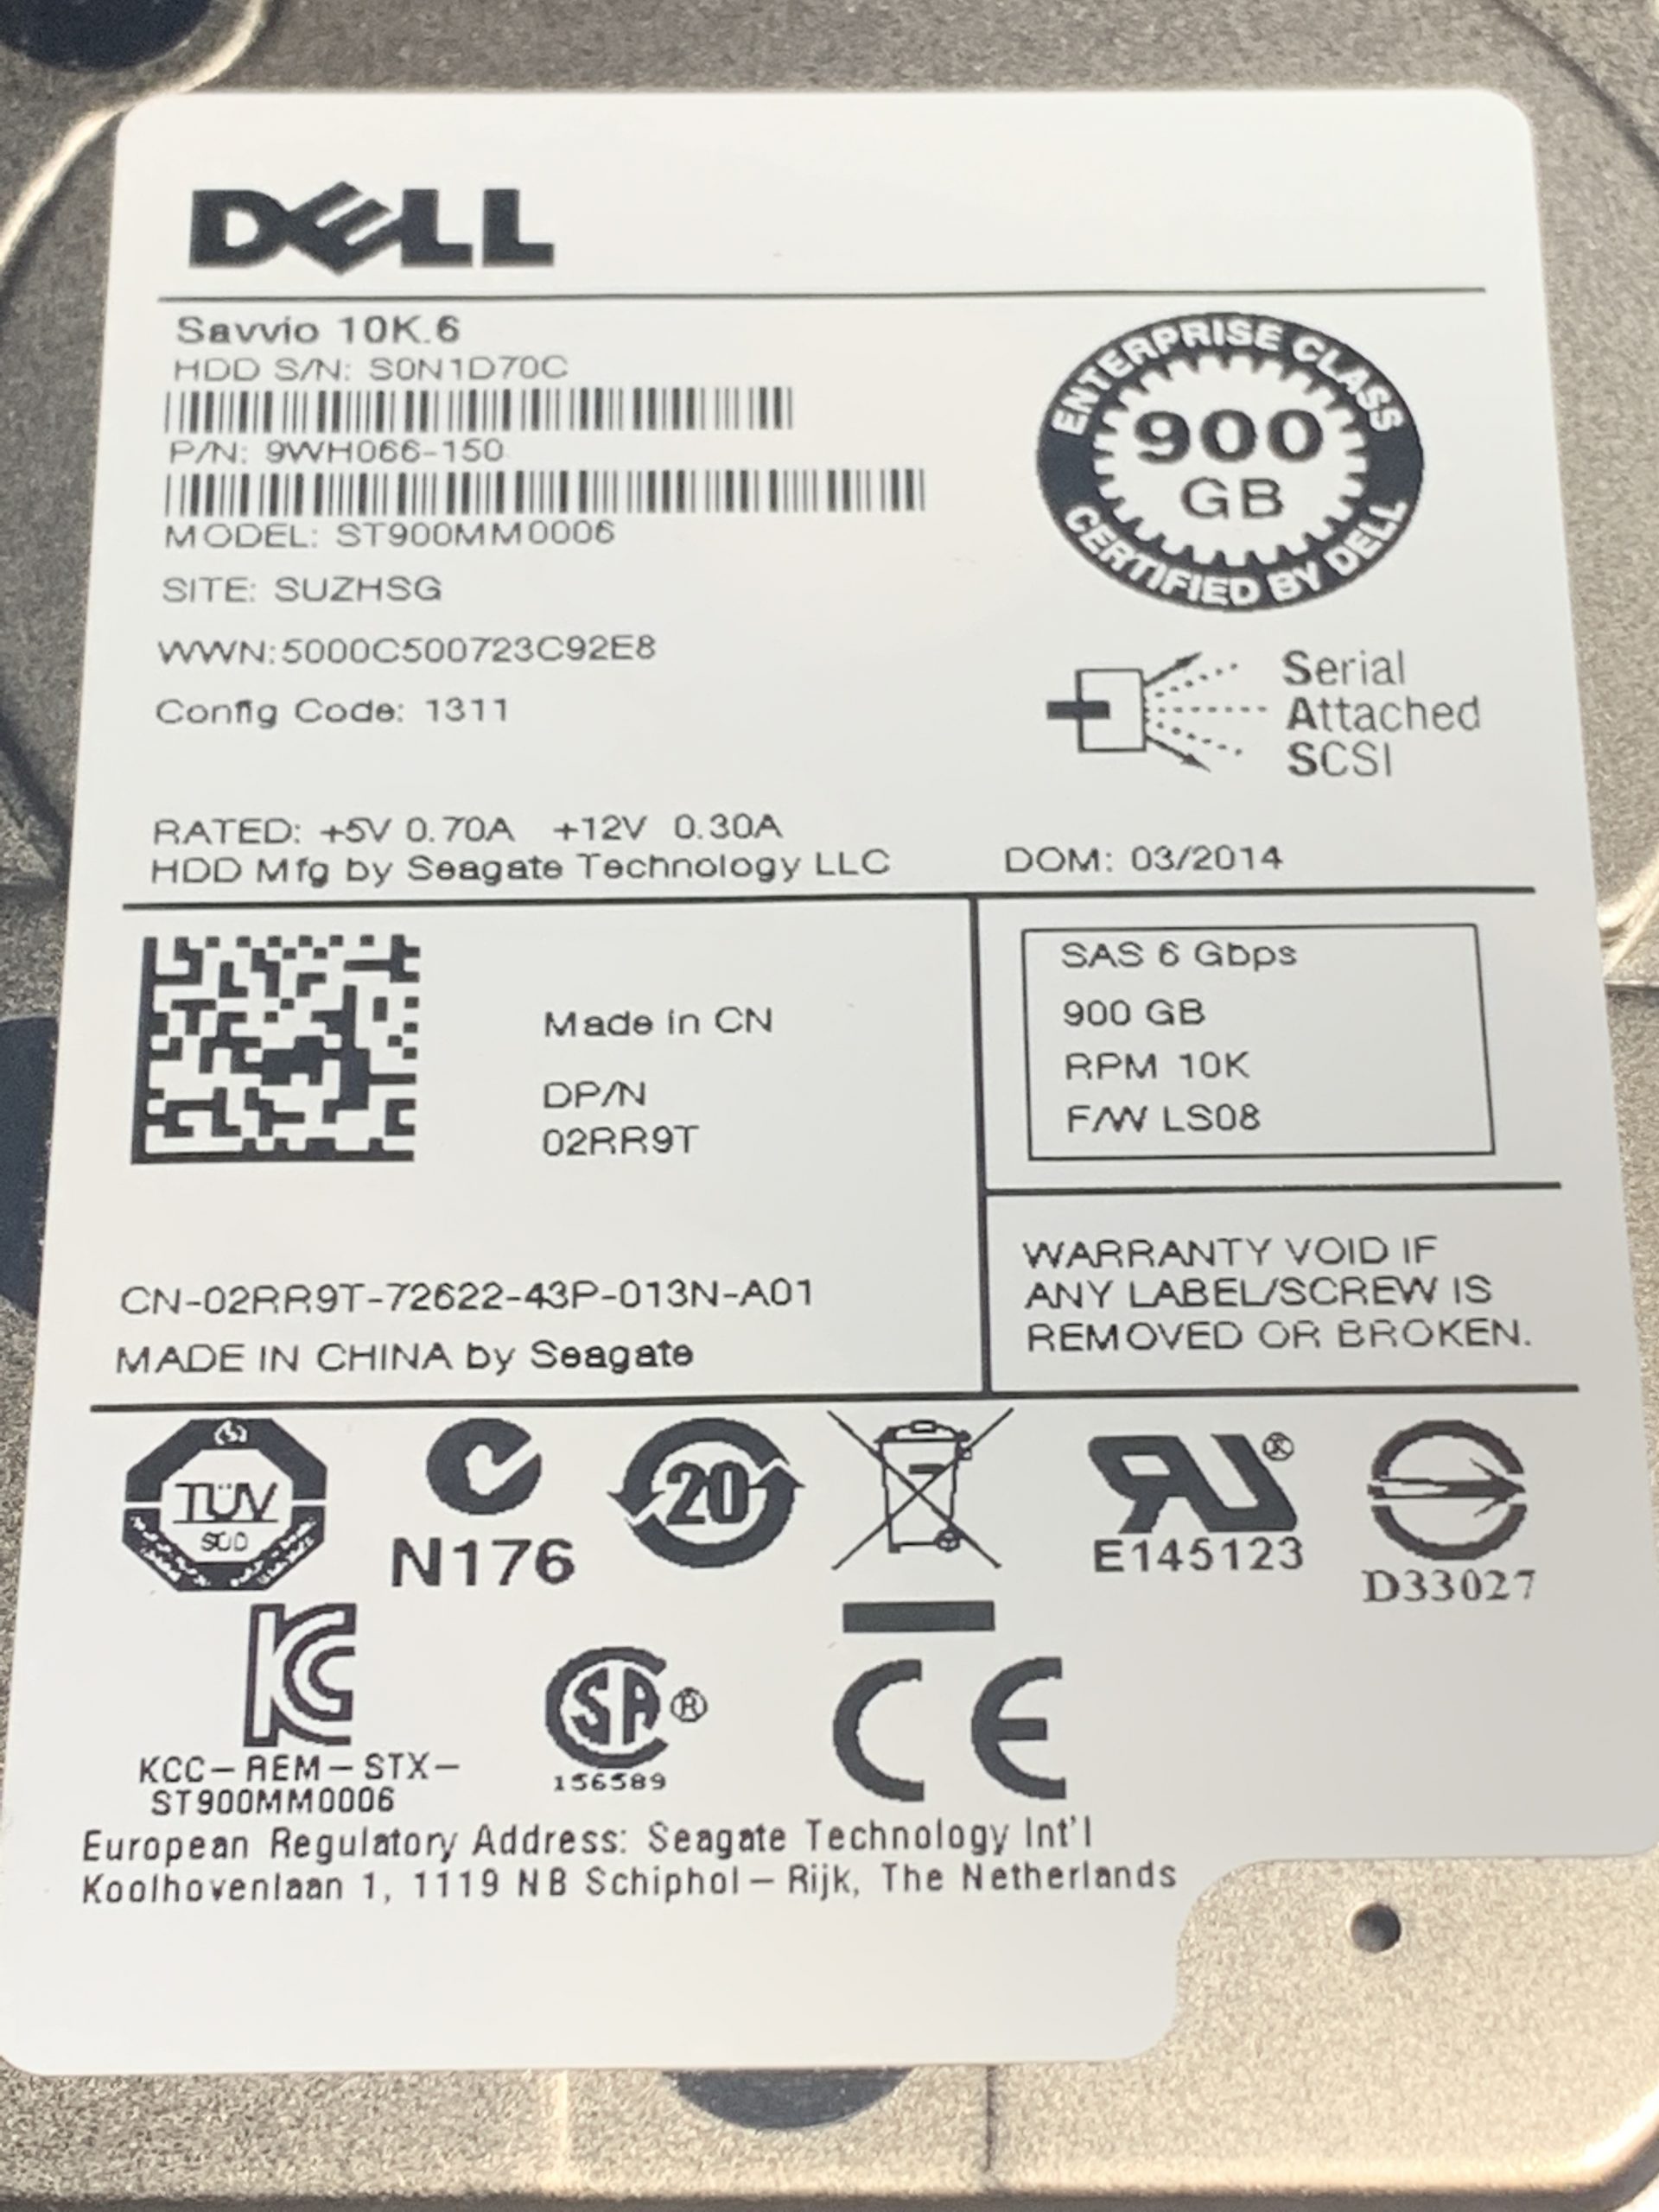 DELL
Savvio 10K.6
HDD S/N: S0N1D70C
P/N: 9WH066-150
MODEL: ST900MM0006
SITE: SUZHSG
WWN:5000C500723C92E8
Config Code: 1311
ENTERPRISE CLASS
900
GB
CERTIFIED BY DELL
Serial
Attached
SCSI
RATED: +5V 0.70A +12V 0.30A
HDD Mfg by Seagate Technology LLC
DOM: 03/2014
Made in CN
DP/N
02RR9T
CN-02RR9T-72622-43P-013N-A01
MADE IN CHINA by Seagate
SAS 6 Gbps
900 GB
RPM 10K
F/W LS08
WARRANTY VOID IF
ANY LABEL/SCREW IS
REMOVED OR BROKEN.
TÜV
SÜD
N176
20
RU®
E145123
D33027
KC
KCC-REM-STX-
ST900MM0006
SA®
156589
CE
European Regulatory Address: Seagate Technology Int'l
Koolhovenlaan 1, 1119 NB Schiphol-Rijk, The Netherlands